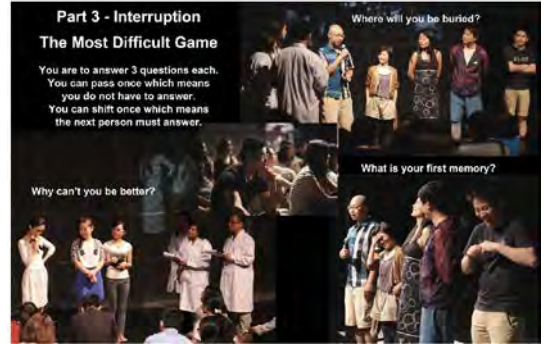 Part 3 - Interruption
The Most Difficult Game
You are to answer 3 questions each.
You can pass once which means
you do not have to answer.
You can shift once which means
the next person must answer.
Where will you be buried?
Why can't you be better?
What is your first memory?